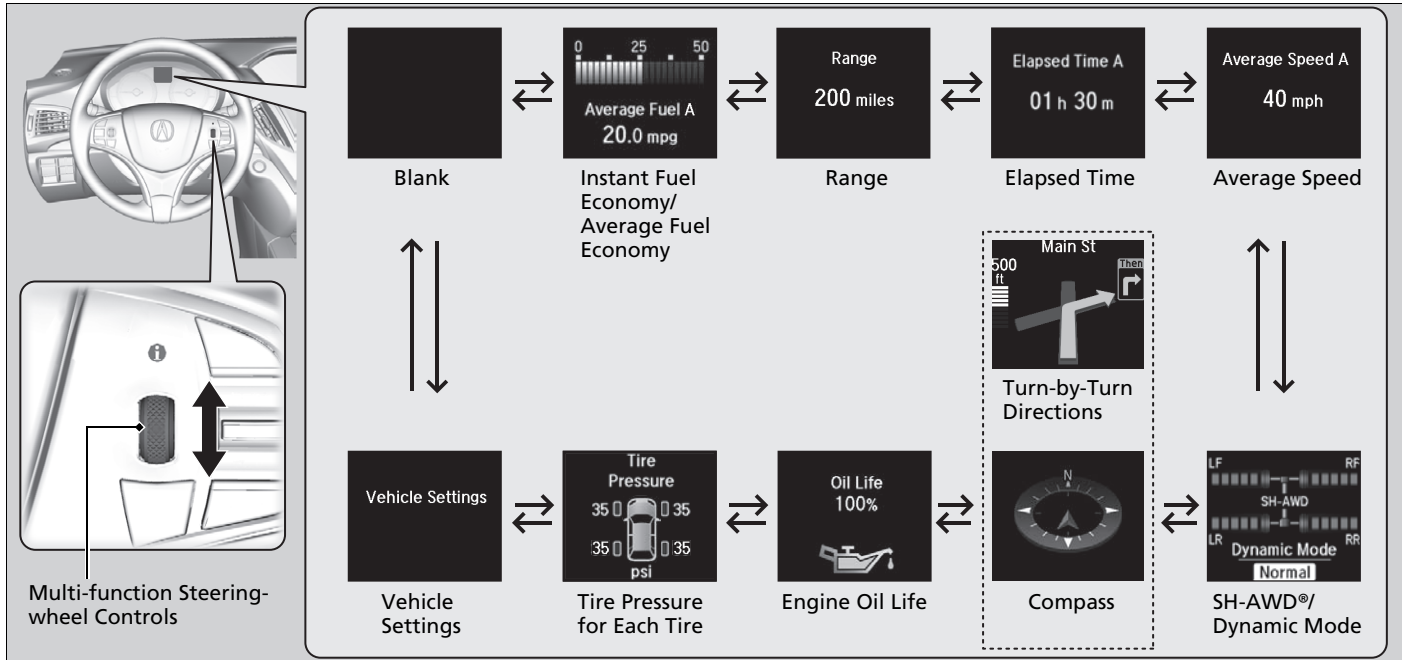 0 25 50
Average Fuel A
20.0 mpg
Range
200 miles
Elapsed Time A
01 h 30 m
Average Speed A
40 mph
Blank
Instant Fuel
Economy/
Average Fuel
Economy
Range
Elapsed Time
Average Speed
Main St
500
ft
Then
Turn-by-Turn
Directions
Vehicle Settings
Tire
Pressure
35 35
35 35
psi
Oil Life
100%
N
LF RF
SH-AWD
LR RR
Dynamic Mode
Normal
Vehicle
Settings
Tire Pressure
for Each Tire
Engine Oil Life
Compass
SH-AWD®/
Dynamic Mode
i
Multi-function Steering-
wheel Controls